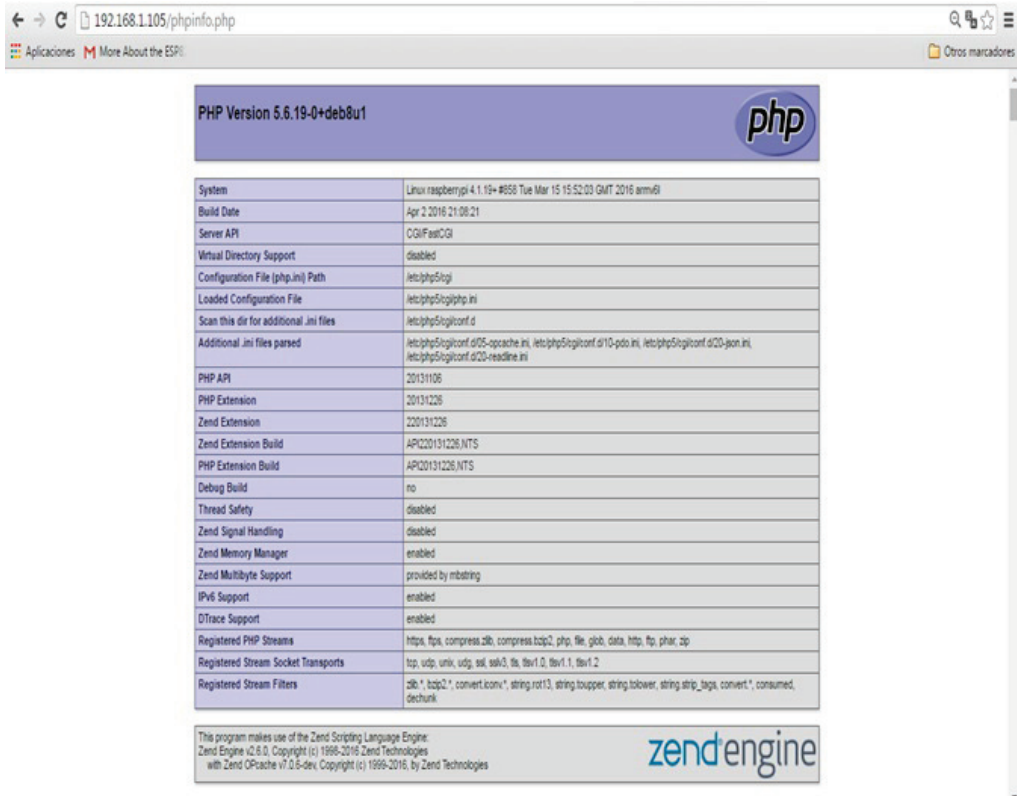 192.168.1.105/phpinfo.php
Aplicaciones More About the ESP8
Otros marcadores
PHP Version 5.6.19-0+deb8u1
php
System Linux raspberrypi 4.1.19+ #858 Tue Mar 15 15:52:03 GMT 2016 armv6l
Build Date Apr 2 2016 21:08:21
Server API CGI/FastCGI
Virtual Directory Support disabled
Configuration File (php.ini) Path /etc/php5/cgi
Loaded Configuration File /etc/php5/cgi/php.ini
Scan this dir for additional .ini files /etc/php5/cgi/conf.d
Additional .ini files parsed /etc/php5/cgi/conf.d/05-opcache.ini, /etc/php5/cgi/conf.d/10-pdo.ini, /etc/php5/cgi/conf.d/20-json.ini,
/etc/php5/cgi/conf.d/20-readline.ini
PHP API 20131106
PHP Extension 20131226
Zend Extension 220131226
Zend Extension Build API220131226,NTS
PHP Extension Build API20131226,NTS
Debug Build no
Thread Safety disabled
Zend Signal Handling disabled
Zend Memory Manager enabled
Zend Multibyte Support provided by mbstring
IPv6 Support enabled
DTrace Support enabled
Registered PHP Streams https, ftps, compress.zlib, compress.bzip2, php, file, glob, data, http, ftp, phar, zip
Registered Stream Socket Transports tcp, udp, unix, udg, ssl, sslv3, tls, tlsv1.0, tlsv1.1, tlsv1.2
Registered Stream Filters zlib.*, bzip2.*, convert.iconv.*, string.rot13, string.toupper, string.tolower, string.strip_tags, convert.*, consumed,
dechunk
This program makes use of the Zend Scripting Language Engine:
Zend Engine v2.6.0, Copyright (c) 1998-2016 Zend Technologies
with Zend OPcache v7.0.6-dev, Copyright (c) 1999-2016, by Zend Technologies
zend engine